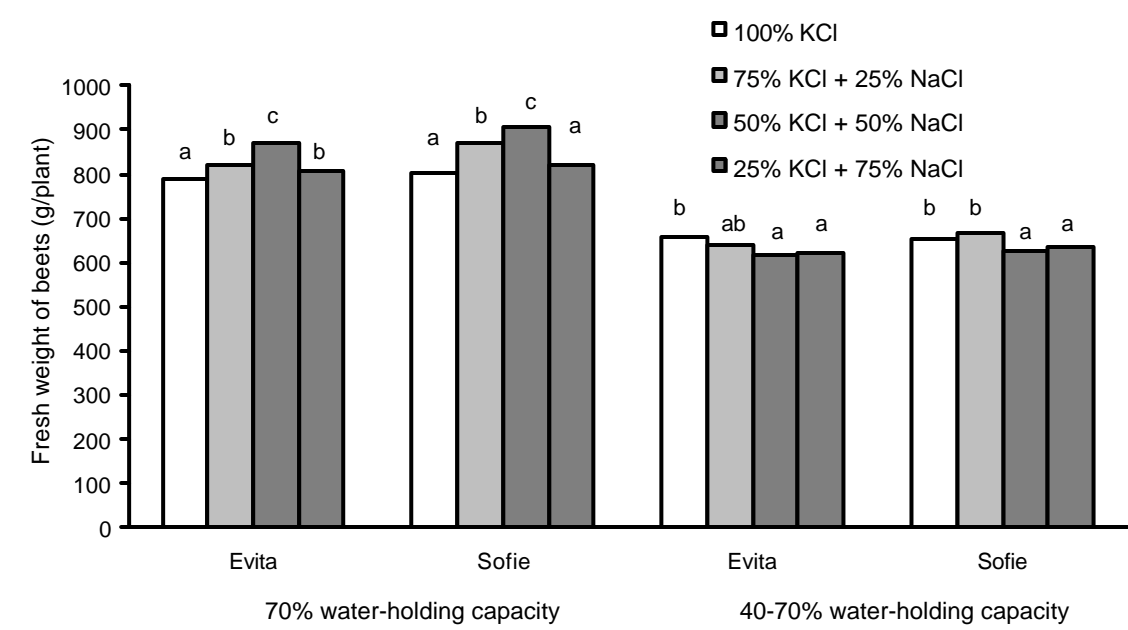 100% KCl
75% KCl + 25% NaCl
50% KCl + 50% NaCl
25% KCl + 75% NaCl
Fresh weight of beets (g/plant)
1000
900
800
700
600
500
400
300
200
100
0
a b c b a b c a b ab a a b b a a
Evita Sofie Evita Sofie
70% water-holding capacity 40-70% water-holding capacity